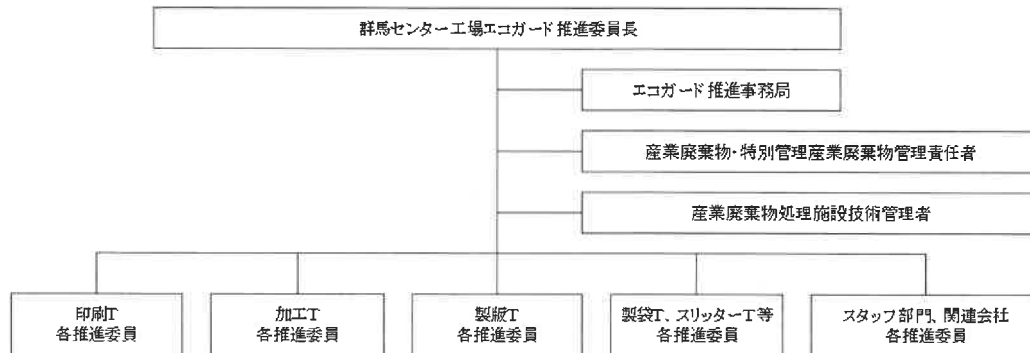 群馬センター工場エコガード推進委員長
エコガード推進事務局
産業廃棄物・特別管理産業廃棄物管理責任者
産業廃棄物処理施設技術管理者
印刷T
各推進委員
加工T
各推進委員
製版T
各推進委員
製袋T、スリッターT等
各推進委員
スタッフ部門、関連会社
各推進委員